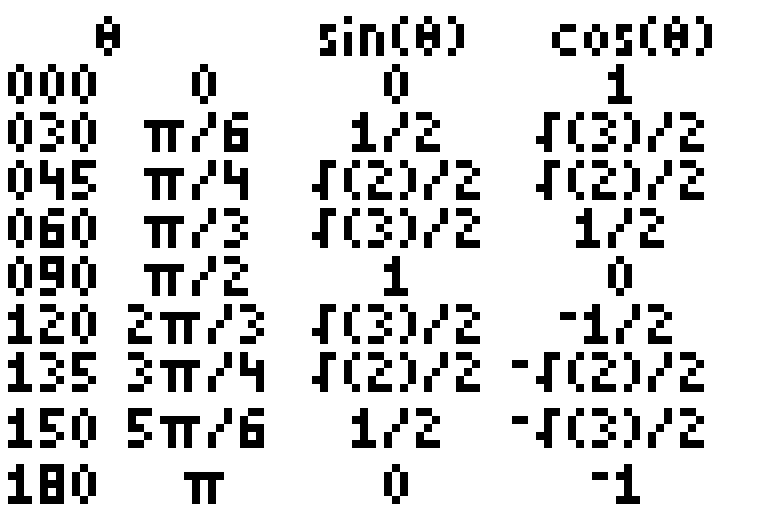 θ sin(θ) cos(θ)
000 0 0 1
030 π/6 1/2 √(3)/2
045 π/4 √(2)/2 √(2)/2
060 π/3 √(3)/2 1/2
090 π/2 1 0
120 2π/3 √(3)/2 -1/2
135 3π/4 √(2)/2 -√(2)/2
150 5π/6 1/2 -√(3)/2
180 π 0 -1